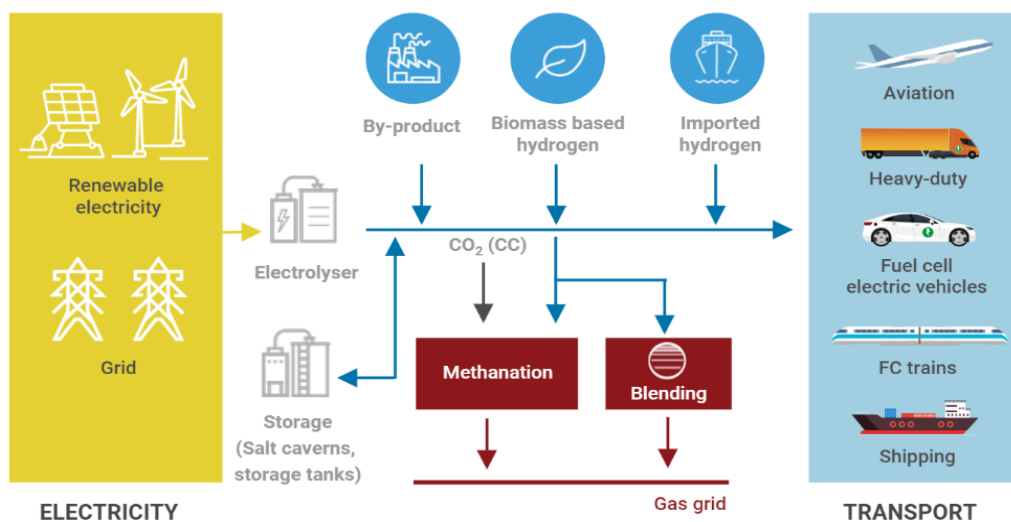 Renewable
electricity
Grid
ELECTRICITY
Electrolyser
Storage
(Salt caverns,
storage tanks)
By-product
Biomass based
hydrogen
Imported
hydrogen
CO₂ (CC)
Methanation
Blending
Gas grid
Aviation
Heavy-duty
Fuel cell
electric vehicles
FC trains
Shipping
TRANSPORT